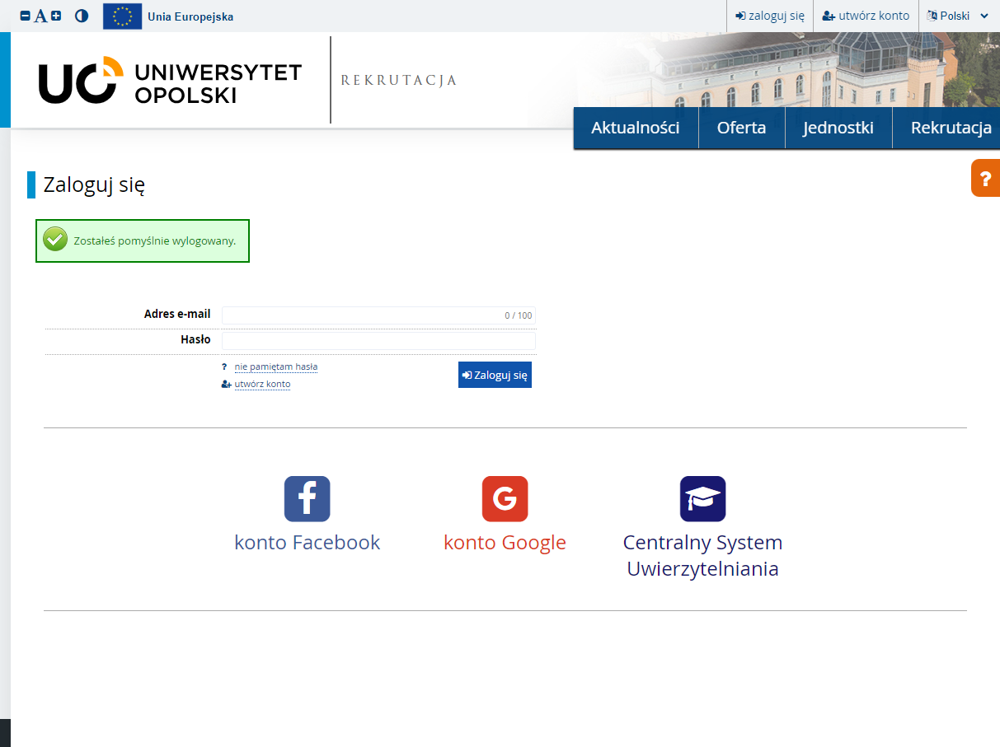 A
Unia Europejska
zaloguj się
utwórz konto
Polski
UO UNIWERSYTET
OPOLSKI
REKRUTACJA
Aktualności
Oferta
Jednostki
Rekrutacja
?
Zaloguj się
Zostałeś pomyślnie wylogowany.
Adres e-mail
0 / 100
Hasło
? nie pamiętam hasła
utwórz konto
Zaloguj się
f
G
konto Facebook
konto Google
Centralny System
Uwierzytelniania